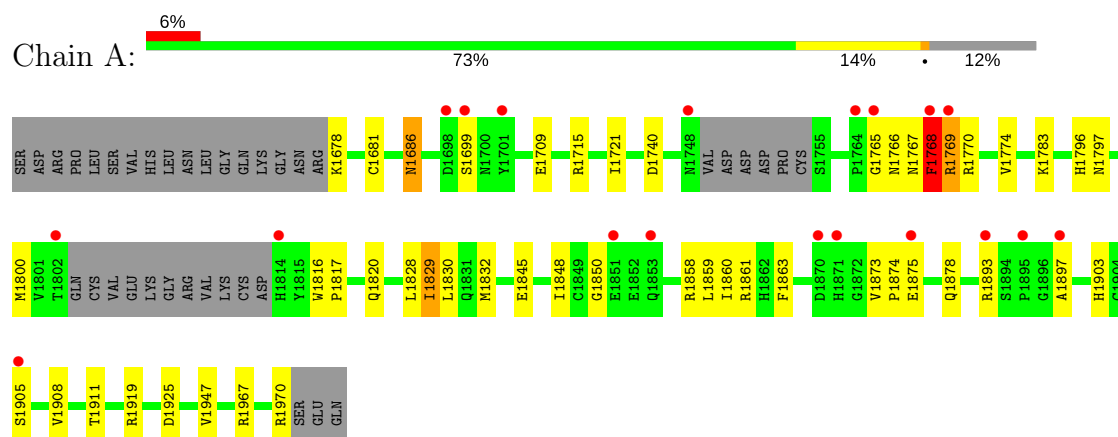 6%
Chain A:
73% 14% • 12%
SER ASP ARG PRO LEU SER VAL HIS LEU LEU ASN LEU GLY GLN LYS GLY ASN ARG K1678 C1681 N1686 D1698 S1699 N1700 Y1701 E1709 R1715 I1721 D1740 N1748 VAL ASP ASP ASP PRO CYS S1755 P1764 G1765 N1766 N1767 F1768 R1769 R1770 V1774 K1783 H1796 N1797
M1800 V1801 T1802 GLN CYS VAL GLU LYS GLY ARG VAL LYS CYS ASP H1814 Y1815 W1816 P1817 Q1820 L1828 I1829 L1830 Q1831 M1832 E1845 I1848 C1849 G1850 E1851 E1852 Q1853 R1858 L1859 I1860 R1861 H1862 F1863 D1870 H1871 G1872 V1873 P1874 E1875 Q1878 R1893 S1894 P1895 G1896 A1897 H1903 C1904
S1905 V1908 T1911 R1919 D1925 V1947 R1967 R1970 SER GLU GLN